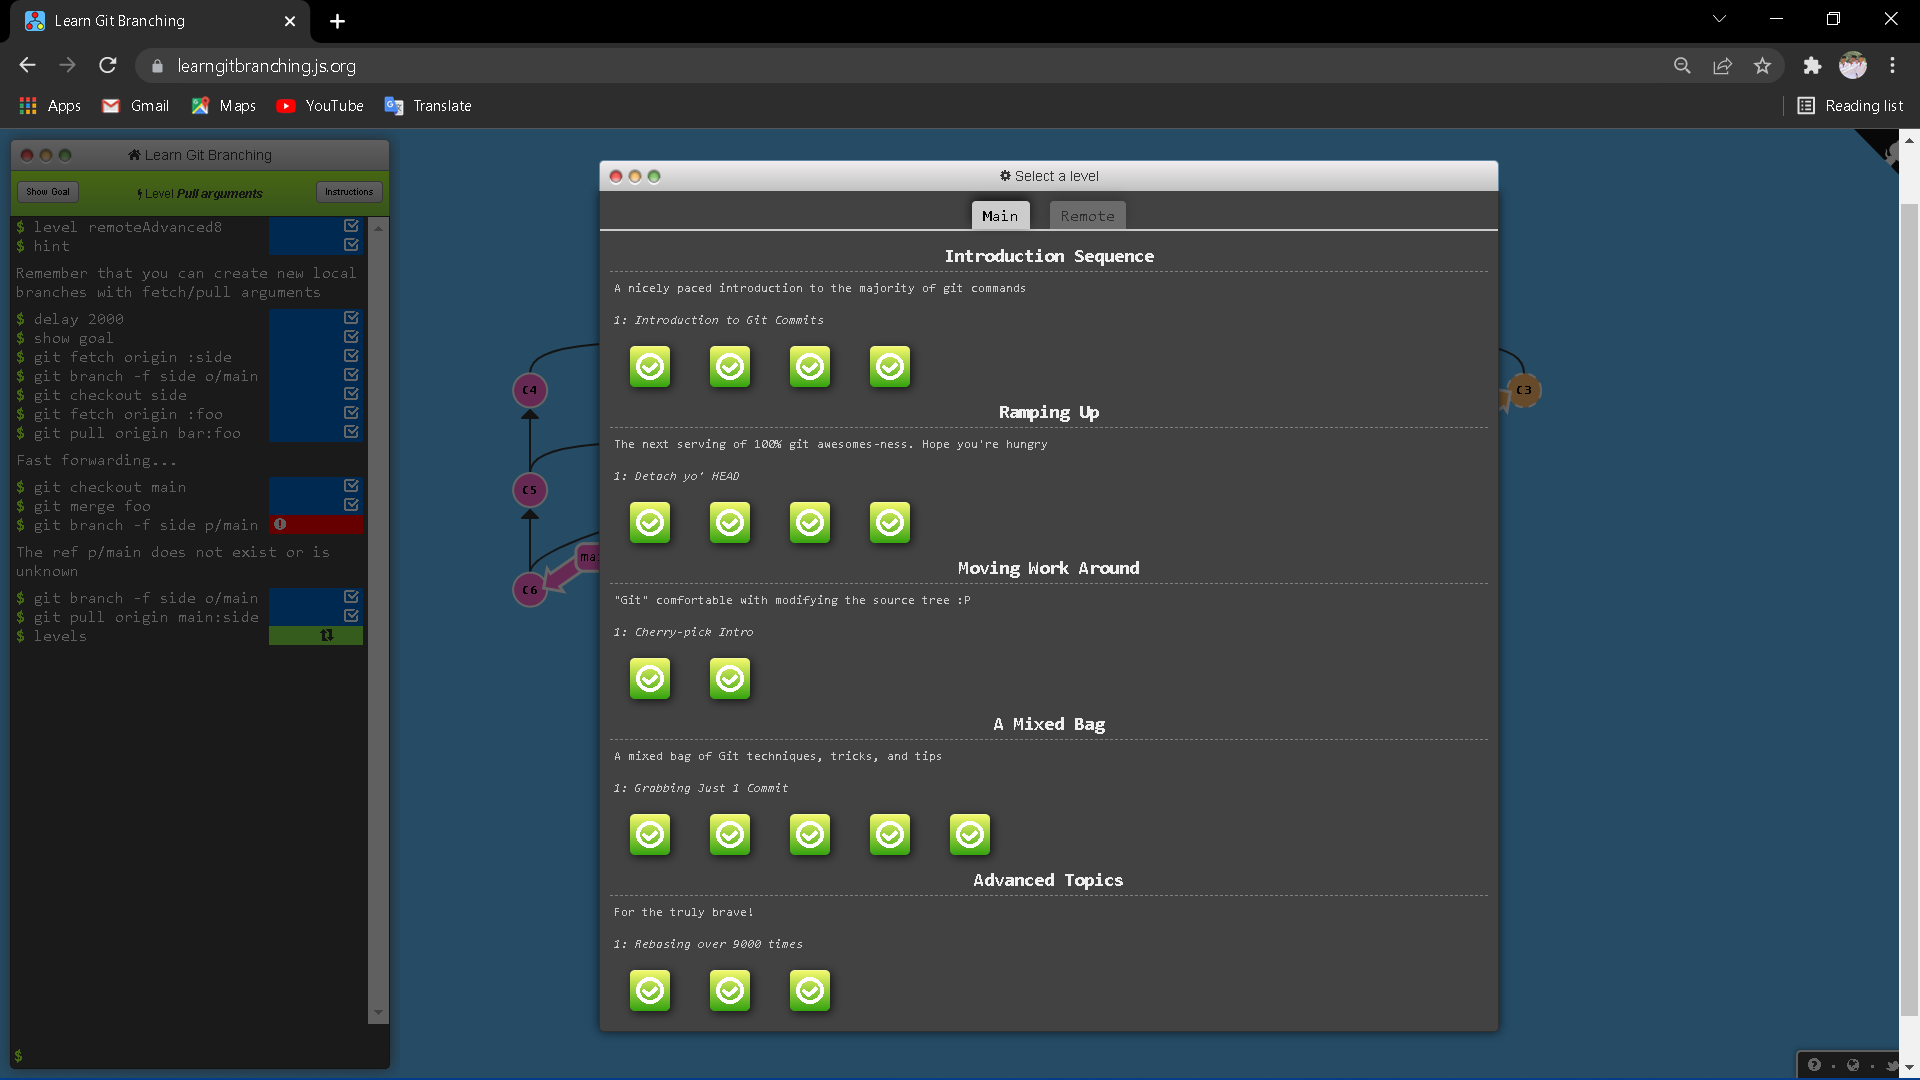 Learn Git Branching
learngitbranching.js.org
Apps Gmail Maps YouTube Translate Reading list
Learn Git Branching
Show Goal Level Pull arguments Instructions
$ level remoteAdvanced8
$ hint
Remember that you can create new local
branches with fetch/pull arguments
$ delay 2000
$ show goal
$ git fetch origin :side
$ git branch -f side o/main
$ git checkout side
$ git fetch origin :foo
$ git pull origin bar:foo
Fast forwarding...
$ git checkout main
$ git merge foo
$ git branch -f side p/main
The ref p/main does not exist or is
unknown
$ git branch -f side o/main
$ git pull origin main:side
$ levels
$
C4
C5
C6
C3
Select a level
Main Remote
Introduction Sequence
A nicely paced introduction to the majority of git commands
1: Introduction to Git Commits
Ramping Up
The next serving of 100% git awesomes-ness. Hope you're hungry
1: Detach yo' HEAD
Moving Work Around
"Git" comfortable with modifying the source tree :P
1: Cherry-pick Intro
A Mixed Bag
A mixed bag of Git techniques, tricks, and tips
1: Grabbing Just 1 Commit
Advanced Topics
For the truly brave!
1: Rebasing over 9000 times